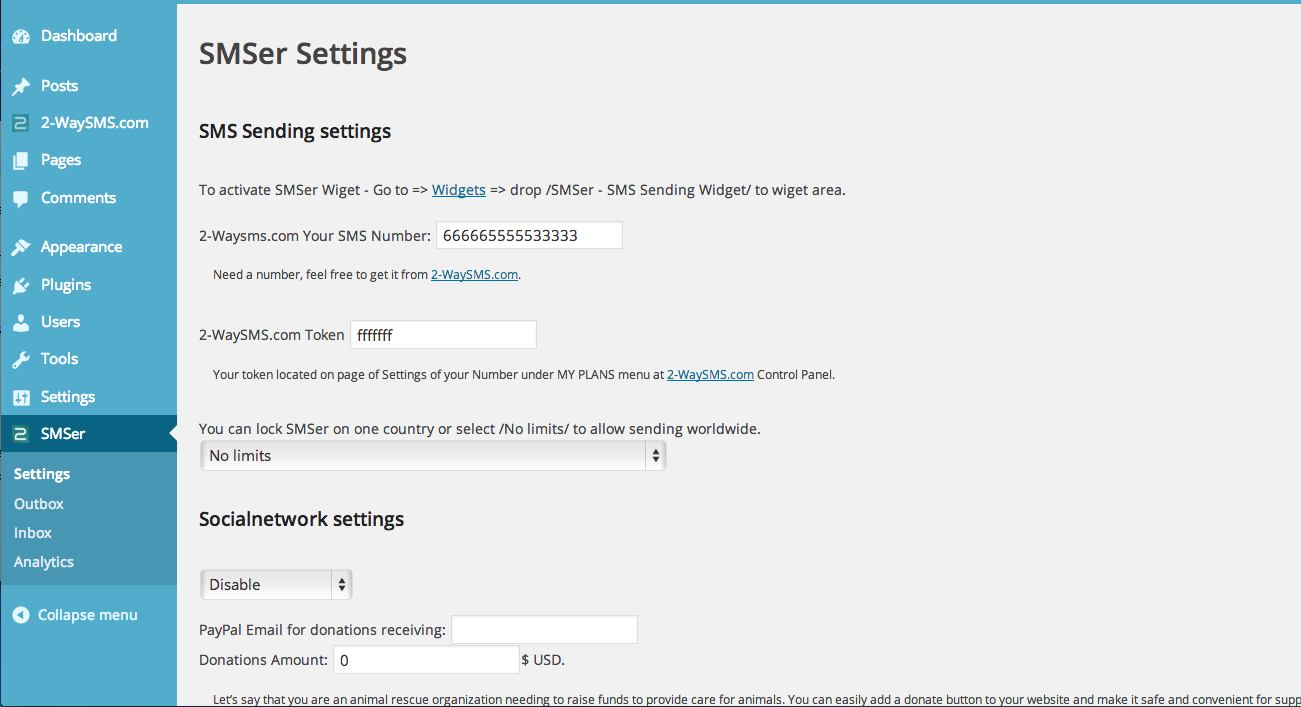 Dashboard
Posts
2-WaySMS.com
Pages
Comments
Appearance
Plugins
Users
Tools
Settings
SMSer
Settings
Outbox
Inbox
Analytics
Collapse menu
SMSer Settings
SMS Sending settings
To activate SMSer Wiget - Go to => Widgets => drop /SMSer - SMS Sending Widget/ to wiget area.
2-Waysms.com Your SMS Number: 666665555533333
Need a number, feel free to get it from 2-WaySMS.com.
2-WaySMS.com Token fffffff
Your token located on page of Settings of your Number under MY PLANS menu at 2-WaySMS.com Control Panel.
You can lock SMSer on one country or select /No limits/ to allow sending worldwide.
No limits
Socialnetwork settings
Disable
PayPal Email for donations receiving:
Donations Amount: 0 $ USD.
Let's say that you are an animal rescue organization needing to raise funds to provide care for animals. You can easily add a donate button to your website and make it safe and convenient for supp